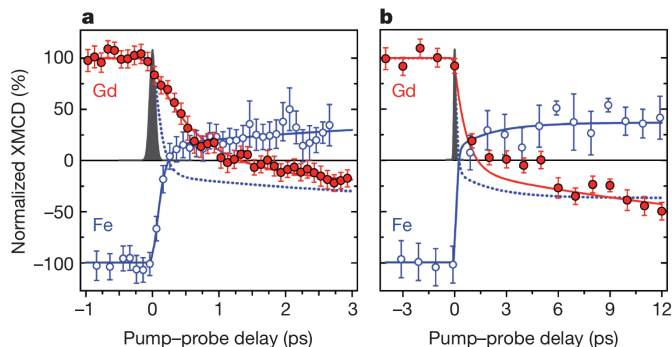 a
b
Normalized XMCD (%)
100
50
0
−50
−100
Gd
Fe
−1
0
1
2
3
Pump–probe delay (ps)
Gd
Fe
−3
0
3
6
9
12
Pump–probe delay (ps)